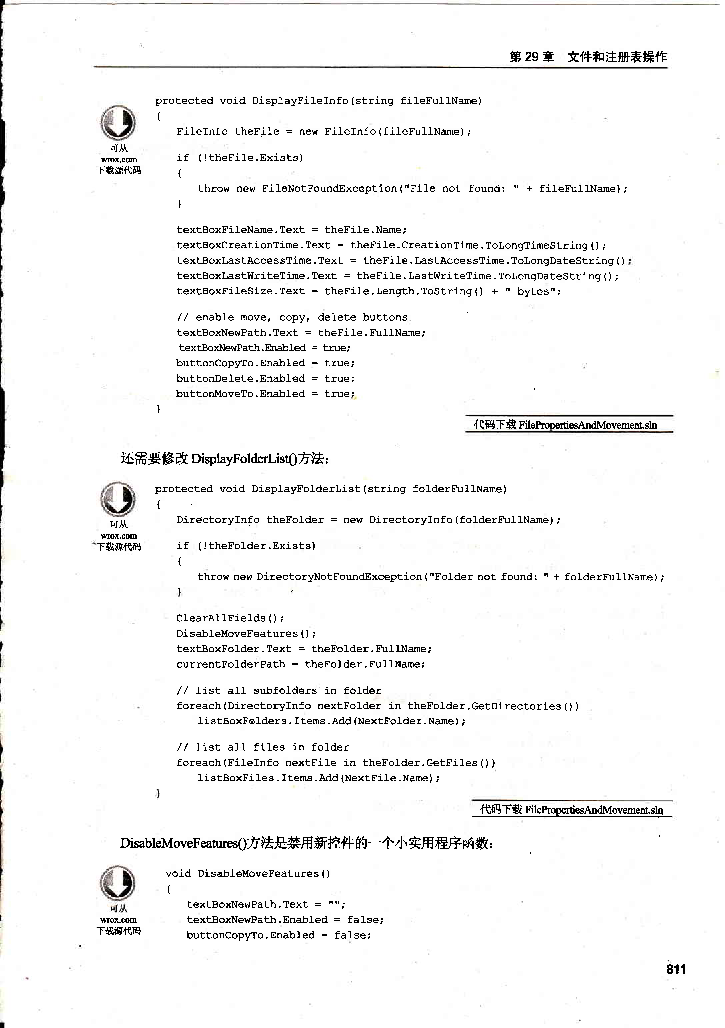 第 29 章 文件和注册表操作
protected void DisplayFileInfo(string fileFullName)
{
FileInfo theFile = new FileInfo(fileFullName);
可从
wrox.com
下载源代码
if (!theFile.Exists)
{
throw new FileNotFoundException("File not found: " + fileFullName);
}
textBoxFileName.Text = theFile.Name;
textBoxCreationTime.Text = theFile.CreationTime.ToLongTimeString();
textBoxLastAccessTime.Text = theFile.LastAccessTime.ToLongDateString();
textBoxLastWriteTime.Text = theFile.LastWriteTime.ToLongDateString();
textBoxFileSize.Text = theFile.Length.ToString() + " bytes";
// enable move, copy, delete buttons
textBoxNewPath.Text = theFile.FullName;
textBoxNewPath.Enabled = true;
buttonCopyTo.Enabled = true;
buttonDelete.Enabled = true;
buttonMoveTo.Enabled = true;
}
代码下载 FilePropertiesAndMovement.sln
还需要修改 DisplayFolderList()方法:
protected void DisplayFolderList(string folderFullName)
{
DirectoryInfo theFolder = new DirectoryInfo(folderFullName);
可从
wrox.com
下载源代码
if (!theFolder.Exists)
{
throw new DirectoryNotFoundException("Folder not found: " + folderFullName);
}
ClearAllFields();
DisableMoveFeatures();
textBoxFolder.Text = theFolder.FullName;
currentFolderPath = theFolder.FullName;
// list all subfolders in folder
foreach(DirectoryInfo nextFolder in theFolder.GetDirectories())
listBoxFolders.Items.Add(NextFolder.Name);
// list all files in folder
foreach(FileInfo nextFile in theFolder.GetFiles())
listBoxFiles.Items.Add(NextFile.Name);
}
代码下载 FilePropertiesAndMovement.sln
DisableMoveFeatures()方法是禁用新控件的一个小实用程序函数:
void DisableMoveFeatures()
{
textBoxNewPath.Text = "";
可从
wrox.com
下载源代码
textBoxNewPath.Enabled = false;
buttonCopyTo.Enabled = false;
811